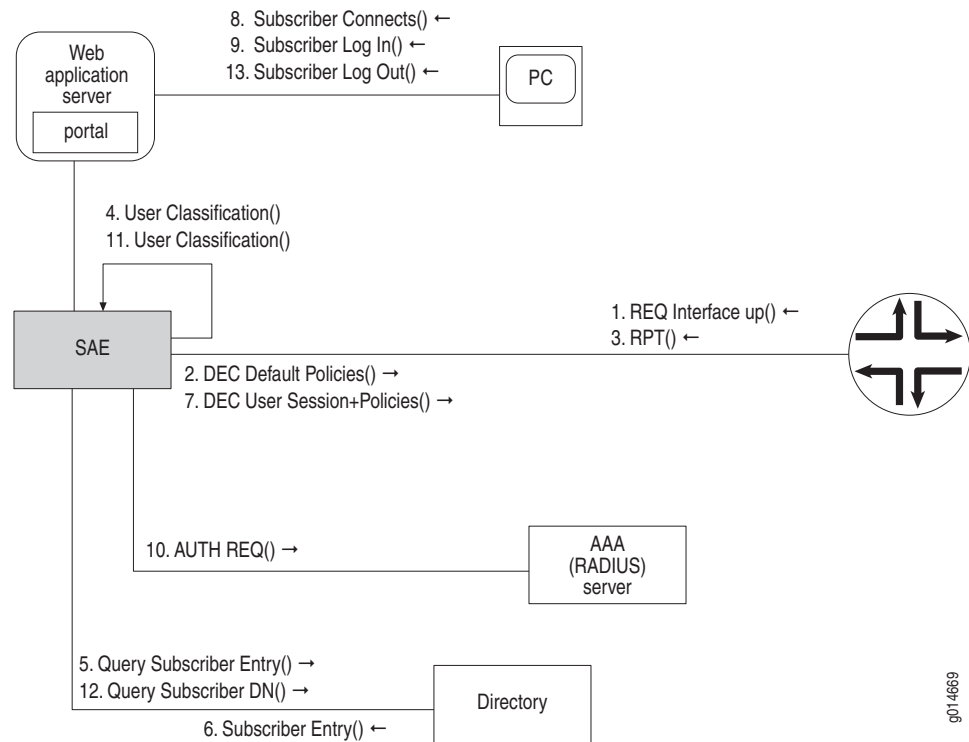 8. Subscriber Connects() ←
9. Subscriber Log In() ←
13. Subscriber Log Out() ←
Web
application
server
portal
PC
4. User Classification()
11. User Classification()
1. REQ Interface up() ←
3. RPT() ←
SAE
2. DEC Default Policies() →
7. DEC User Session+Policies() →
10. AUTH REQ() →
AAA
(RADIUS)
server
5. Query Subscriber Entry() →
12. Query Subscriber DN() →
6. Subscriber Entry() ←
Directory
g014669